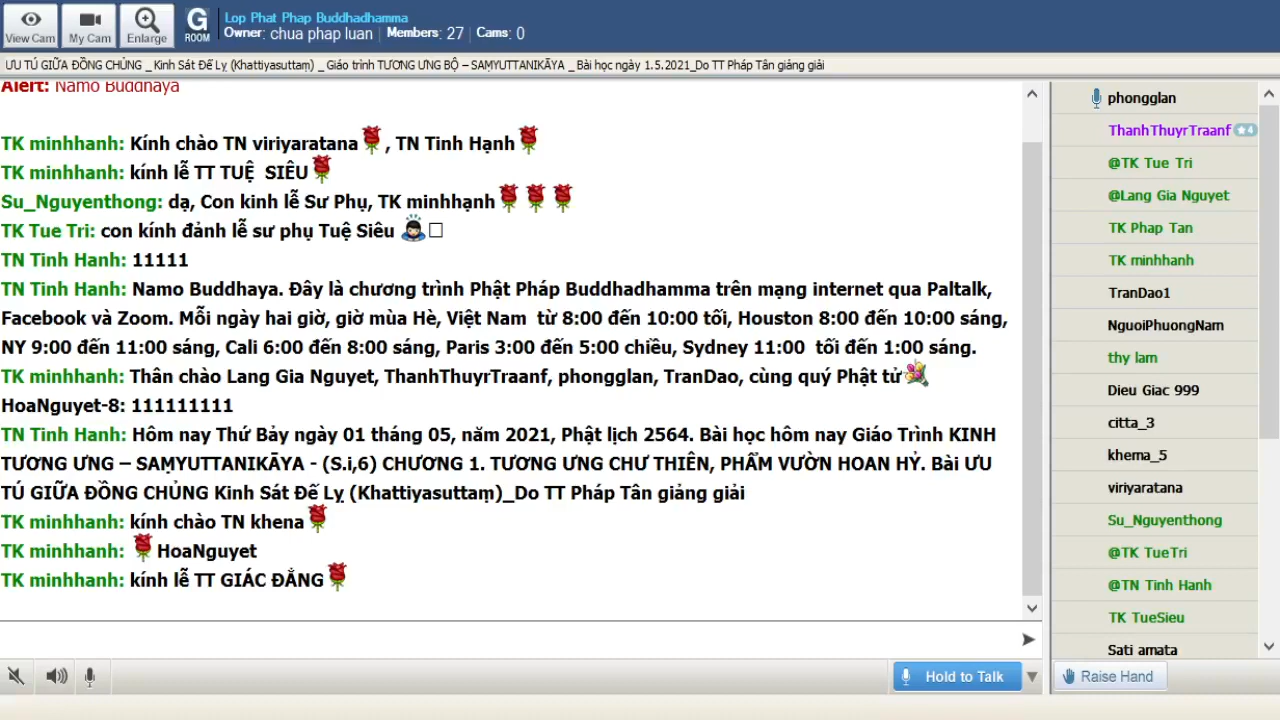 View Cam
My Cam
Enlarge
G
ROOM
Lop Phat Phap Buddhadhamma
Owner: chua phap luan Members: 27 Cams: 0
ƯU TÚ GIỮA ĐỒNG CHỦNG _ Kinh Sát Đế Lỵ (Khattiyasuttaṃ) _ Giáo trình TƯƠNG ƯNG BỘ – SAṂYUTTANIKĀYA _ Bài học ngày 1.5.2021_Do TT Pháp Tân giảng giải
Alert: Namo Buddhaya
TK minhhanh: Kính chào TN viriyaratana, TN Tinh Hạnh
TK minhhanh: kính lễ TT TUỆ SIÊU
Su_Nguyenthong: dạ, Con kinh lễ Sư Phụ, TK minhhạnh
TK Tue Tri: con kính đảnh lễ sư phụ Tuệ Siêu
TN Tinh Hanh: 11111
TN Tinh Hanh: Namo Buddhaya. Đây là chương trình Phật Pháp Buddhadhamma trên mạng internet qua Paltalk,
Facebook và Zoom. Mỗi ngày hai giờ, giờ mùa Hè, Việt Nam từ 8:00 đến 10:00 tối, Houston 8:00 đến 10:00 sáng,
NY 9:00 đến 11:00 sáng, Cali 6:00 đến 8:00 sáng, Paris 3:00 đến 5:00 chiều, Sydney 11:00 tối đến 1:00 sáng.
TK minhhanh: Thân chào Lang Gia Nguyet, ThanhThuyrTraanf, phongglan, TranDao, cùng quý Phật tử
HoaNguyet-8: 111111111
TN Tinh Hanh: Hôm nay Thứ Bảy ngày 01 tháng 05, năm 2021, Phật lịch 2564. Bài học hôm nay Giáo Trình KINH
TƯƠNG ƯNG – SAṂYUTTANIKĀYA - (S.i,6) CHƯƠNG 1. TƯƠNG ƯNG CHƯ THIÊN, PHẨM VƯỜN HOAN HỶ. Bài ƯU
TÚ GIỮA ĐỒNG CHỦNG Kinh Sát Đế Lỵ (Khattiyasuttaṃ)_Do TT Pháp Tân giảng giải
TK minhhanh: kính chào TN khena
TK minhhanh: HoaNguyet
TK minhhanh: kính lễ TT GIÁC ĐẲNG
Hold to Talk
phongglan
ThanhThuyrTraanf 4
@TK Tue Tri
@Lang Gia Nguyet
TK Phap Tan
TK minhhanh
TranDao1
NguoiPhuongNam
thy lam
Dieu Giac 999
citta_3
khema_5
viriyaratana
Su_Nguyenthong
@TK TueTri
@TN Tinh Hanh
TK TueSieu
Sati amata
Raise Hand